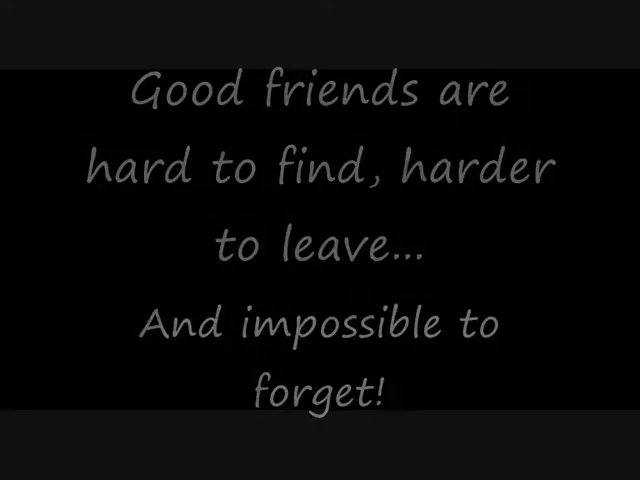 Good friends are
hard to find, harder
to leave...
And impossible to
forget!